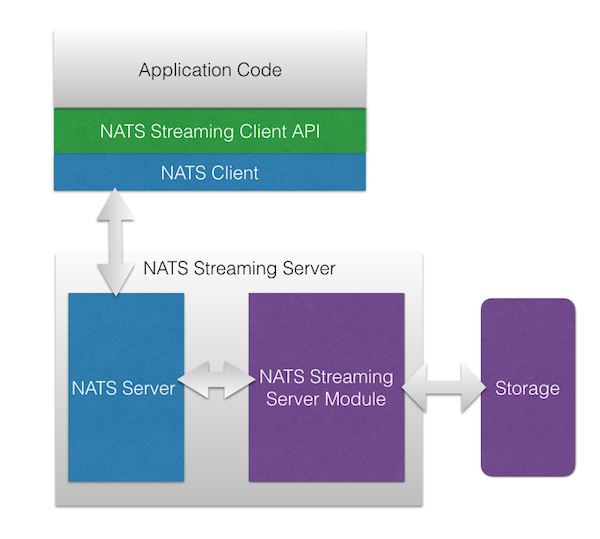 Application Code
NATS Streaming Client API
NATS Client
NATS Streaming Server
NATS Server
NATS Streaming
Server Module
Storage